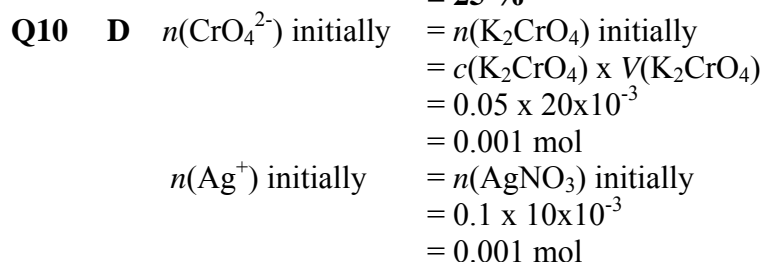 = 25 %
Q10 D n(CrO₄²⁻) initially = n(K₂CrO₄) initially
= c(K₂CrO₄) x V(K₂CrO₄)
= 0.05 x 20x10⁻³
= 0.001 mol
n(Ag⁺) initially = n(AgNO₃) initially
= 0.1 x 10x10⁻³
= 0.001 mol